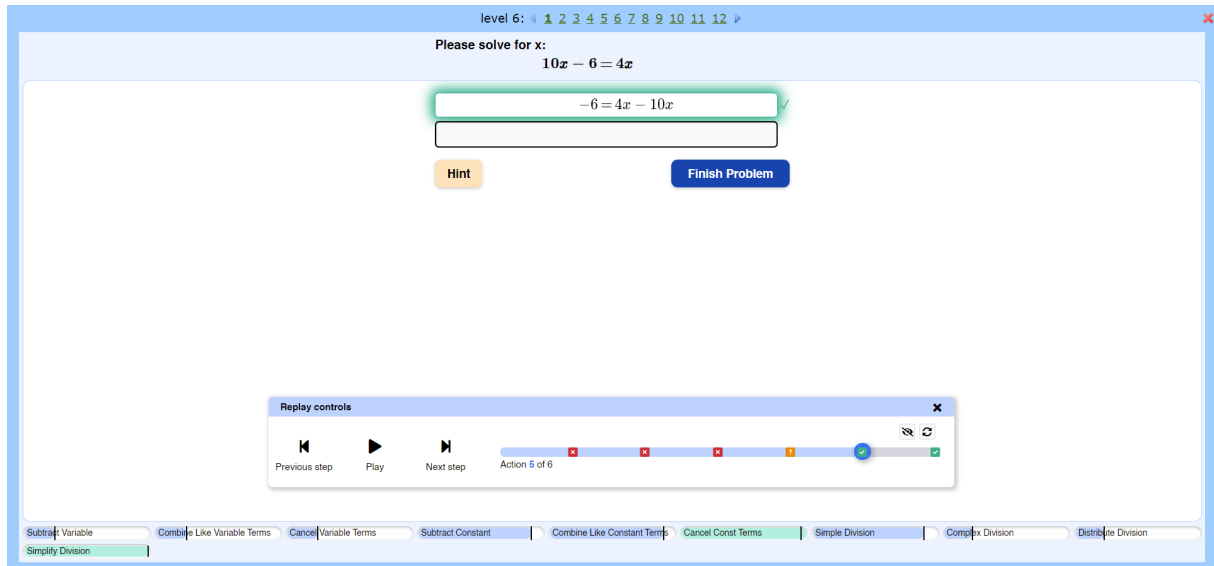 level 6: 1 2 3 4 5 6 7 8 9 10 11 12
Please solve for x:
10x − 6 = 4x
−6 = 4x − 10x
Hint Finish Problem
Replay controls
Previous step Play Next step
Action 5 of 6
Subtract Variable Combine Like Variable Terms Cancel Variable Terms Subtract Constant Combine Like Constant Terms Cancel Const Terms Simple Division Complex Division Distribute Division
Simplify Division